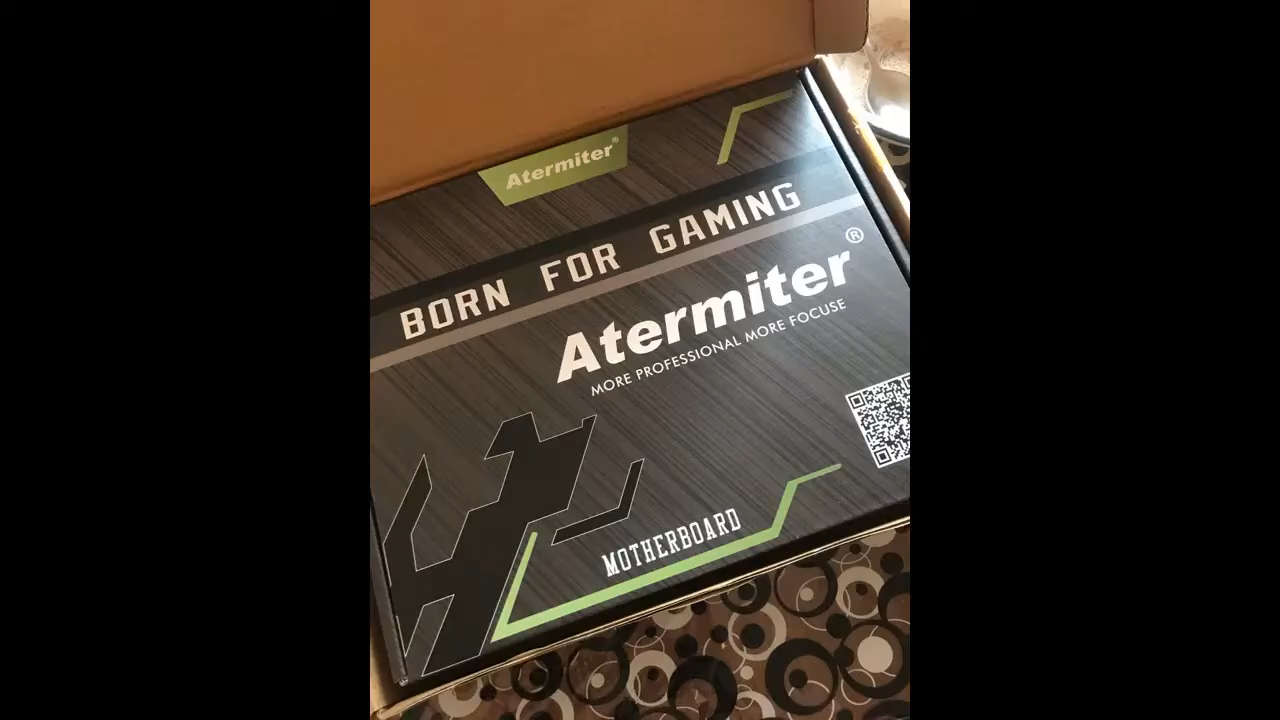 Atermiter®
BORN FOR GAMING
Atermiter®
MORE PROFESSIONAL MORE FOCUSE
MOTHERBOARD